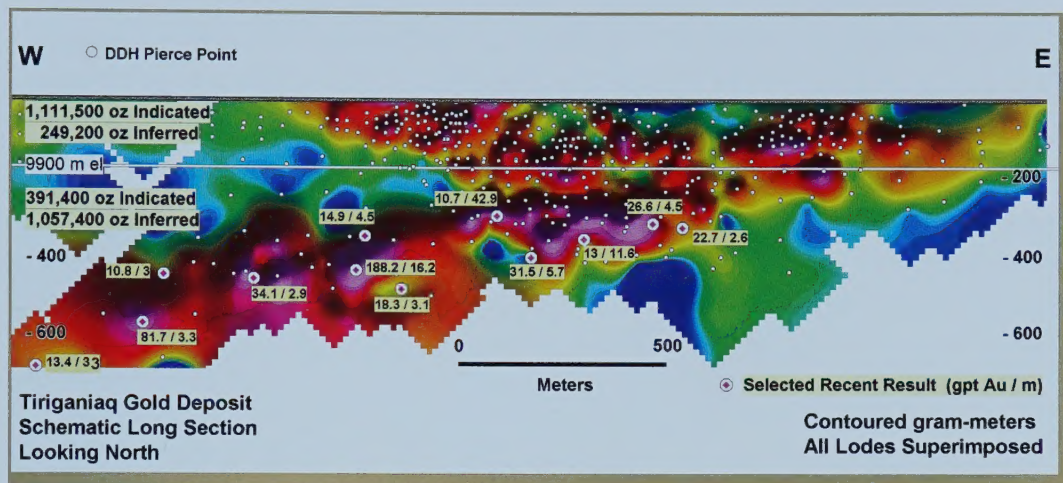 W
DDH Pierce Point
E
1,111,500 oz Indicated
249,200 oz Inferred
9900 m el
- 200
391,400 oz Indicated
1,057,400 oz Inferred
10.7 / 42.9
14.9 / 4.5
26.6 / 4.5
22.7 / 2.6
- 400
10.8 / 3
188.2 / 16.2
13 / 11.6
31.5 / 5.7
- 400
34.1 / 2.9
18.3 / 3.1
81.7 / 3.3
- 600
- 600
13.4 / 33
0
500
Meters
Selected Recent Result (gpt Au / m)
Tiriganiaq Gold Deposit
Schematic Long Section
Looking North
Contoured gram-meters
All Lodes Superimposed